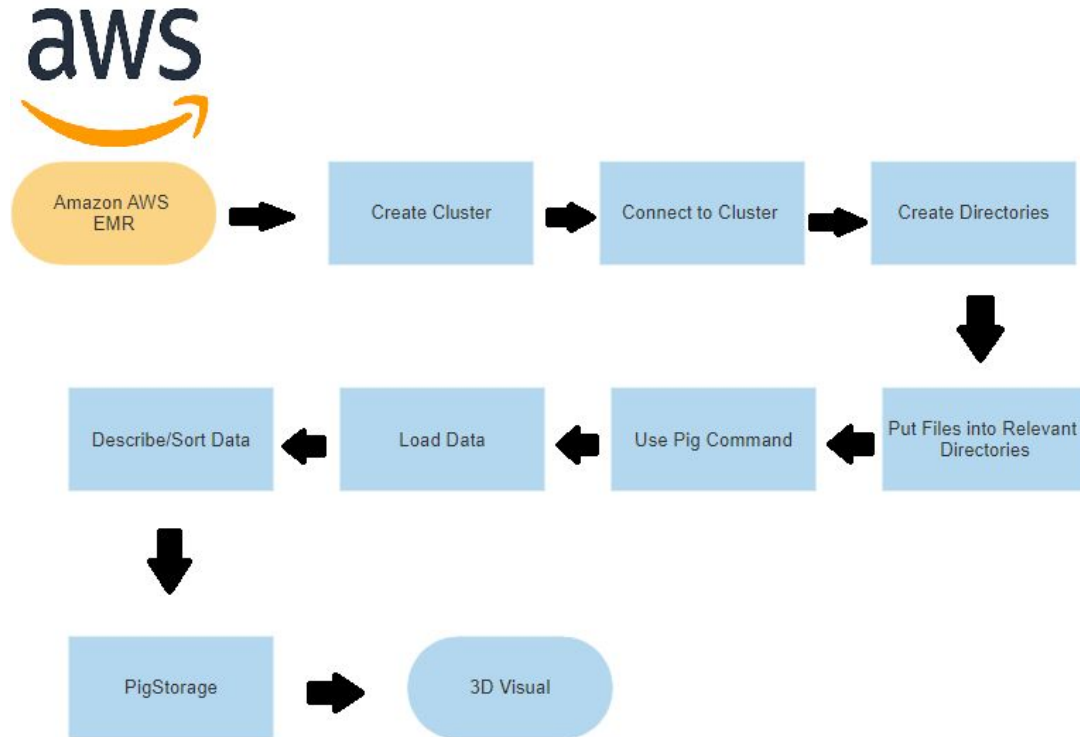 aws
Amazon AWS
EMR
Create Cluster
Connect to Cluster
Create Directories
Put Files into Relevant
Directories
Use Pig Command
Load Data
Describe/Sort Data
PigStorage
3D Visual